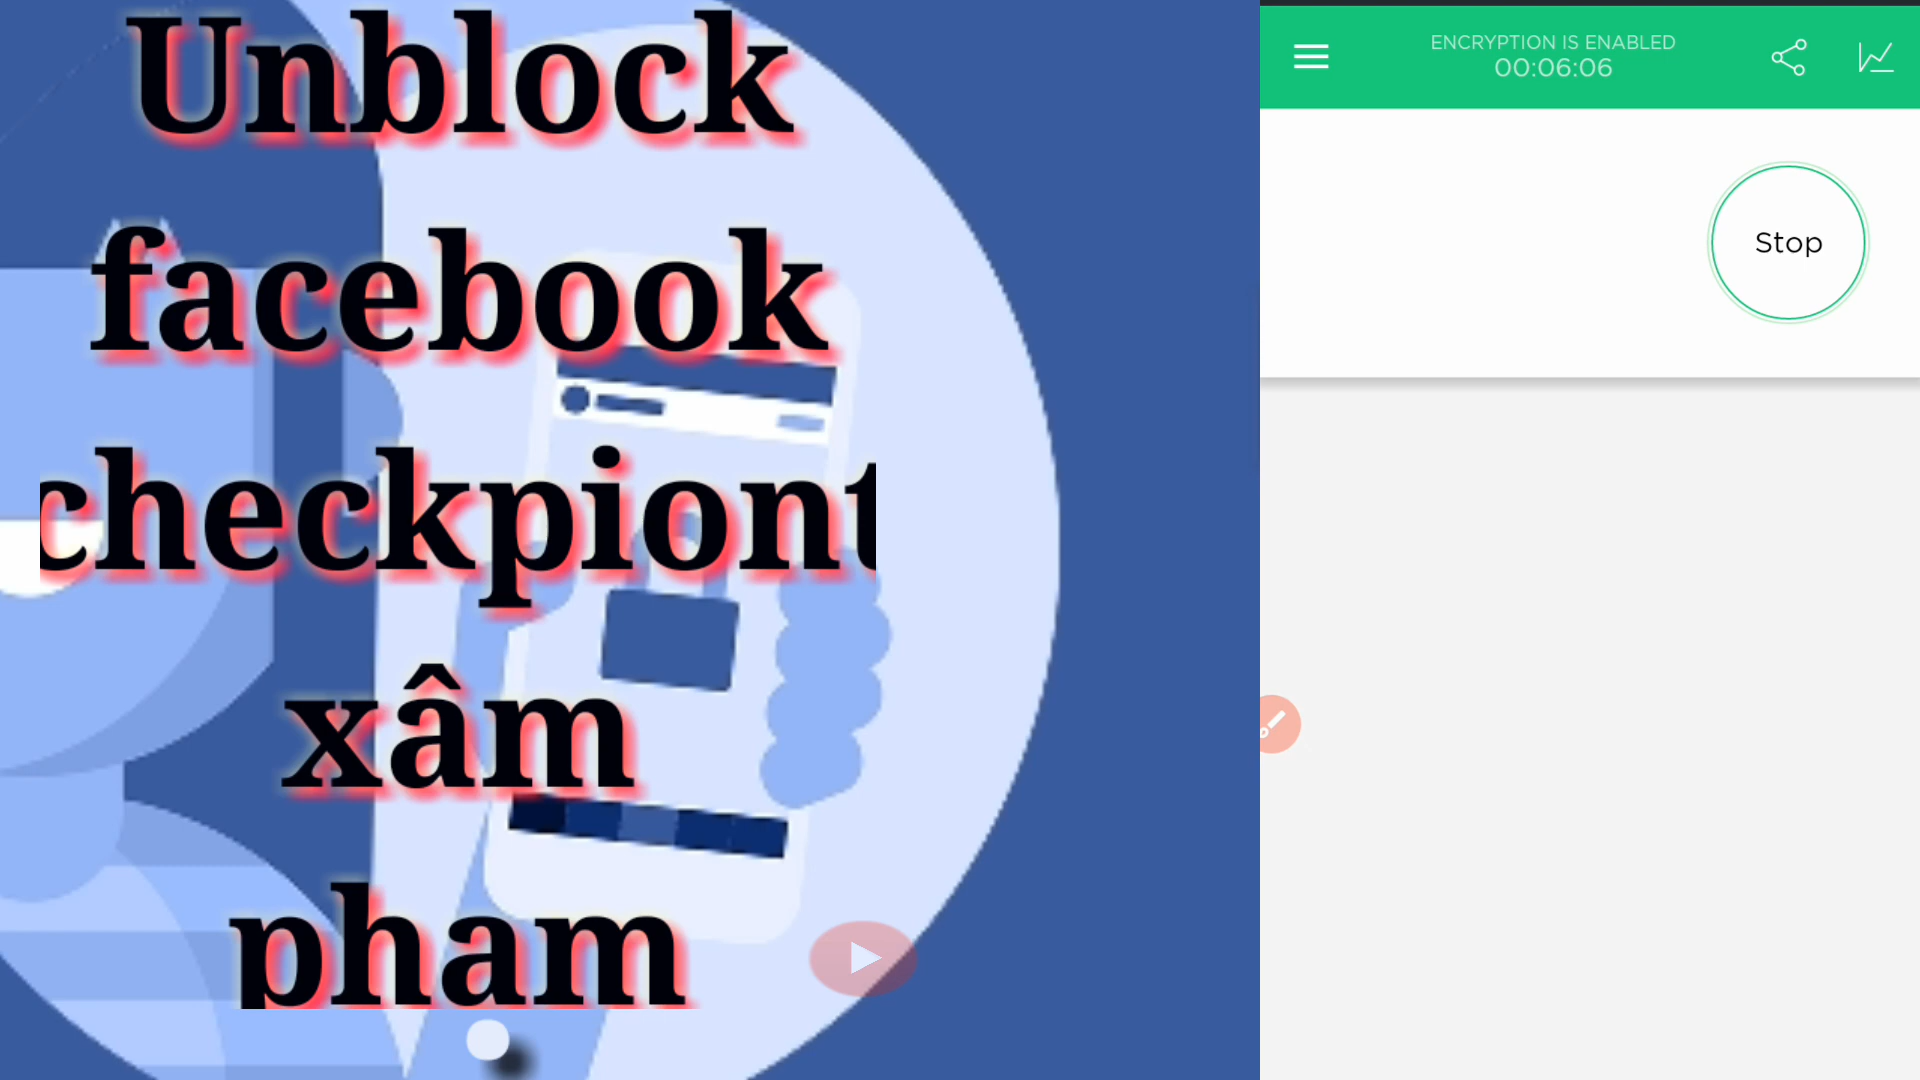 Unblock
facebook
checkpiont
xâm
pham
ENCRYPTION IS ENABLED
00:06:06
Stop